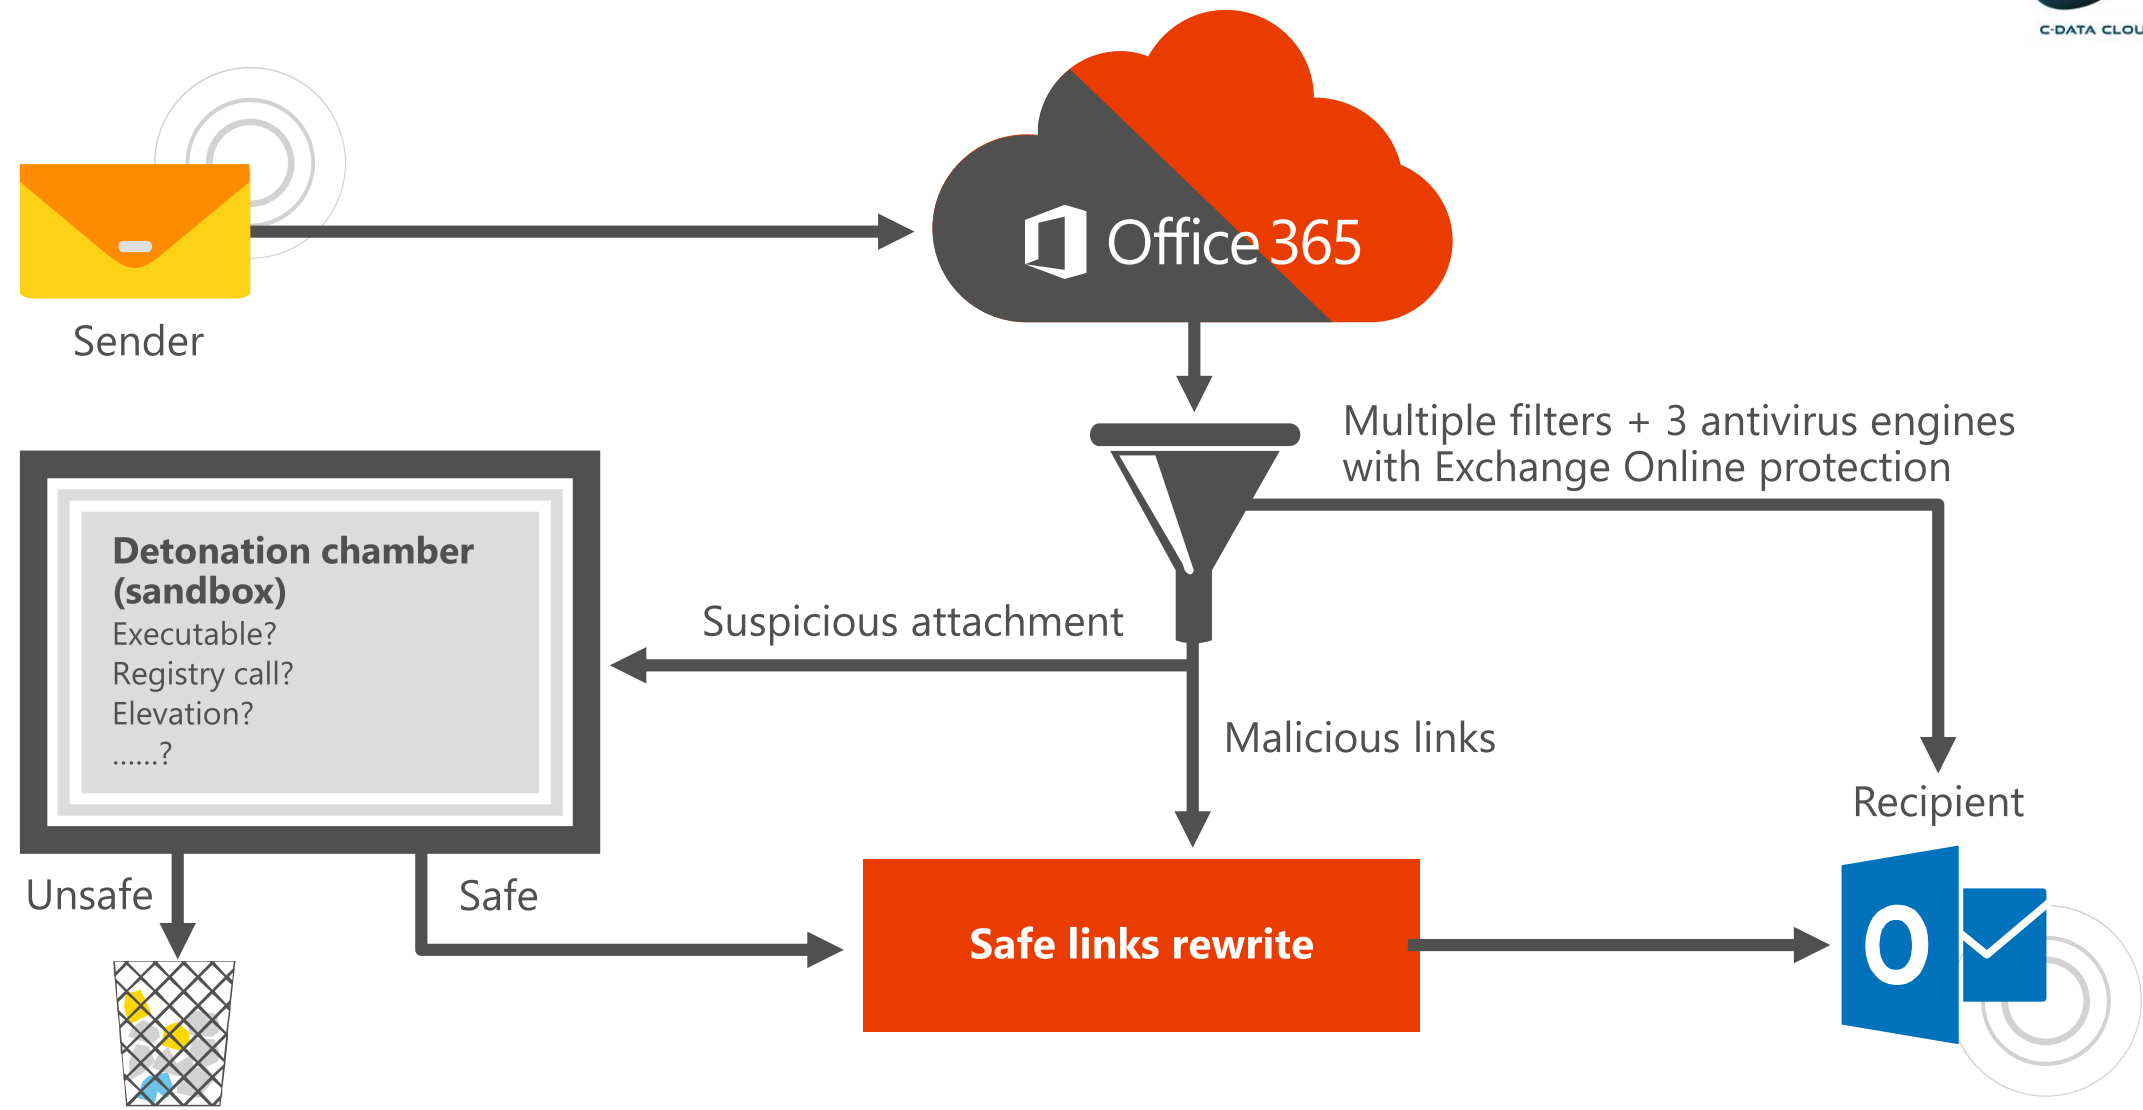 C-DATA CLOU
Office 365
Sender
Multiple filters + 3 antivirus engines
with Exchange Online protection
Detonation chamber
(sandbox)
Executable?
Registry call?
Elevation?
......?
Suspicious attachment
Malicious links
Recipient
Unsafe
Safe
Safe links rewrite